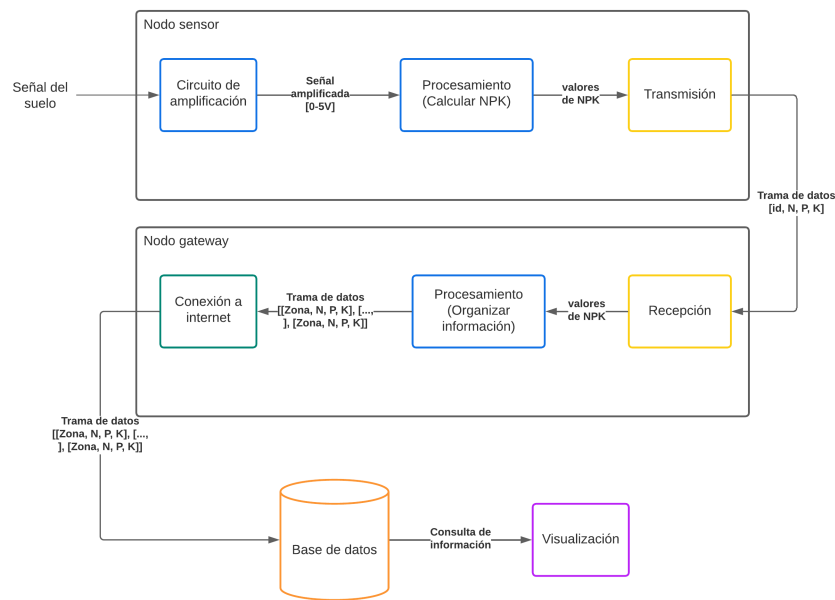 Nodo sensor
Señal del
suelo
Circuito de
amplificación
Señal
amplificada
[0-5V]
Procesamiento
(Calcular NPK)
valores
de NPK
Transmisión
Trama de datos
[id, N, P, K]
Nodo gateway
Conexión a
internet
Trama de datos
[[Zona, N, P, K], [...,
], [Zona, N, P, K]]
Procesamiento
(Organizar
información)
valores
de NPK
Recepción
Trama de datos
[[Zona, N, P, K], [...,
], [Zona, N, P, K]]
Base de datos
Consulta de
información
Visualización